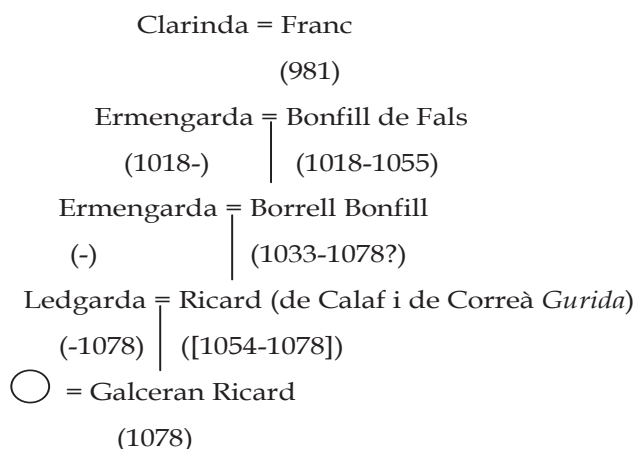 Clarinda = Franc
(981)
Ermengarda = Bonfill de Fals
(1018-) (1018-1055)
Ermengarda = Borrell Bonfill
(-) (1033-1078?)
Ledgarda = Ricard (de Calaf i de Correà Gurida)
(-1078) ([1054-1078])
= Galceran Ricard
(1078)